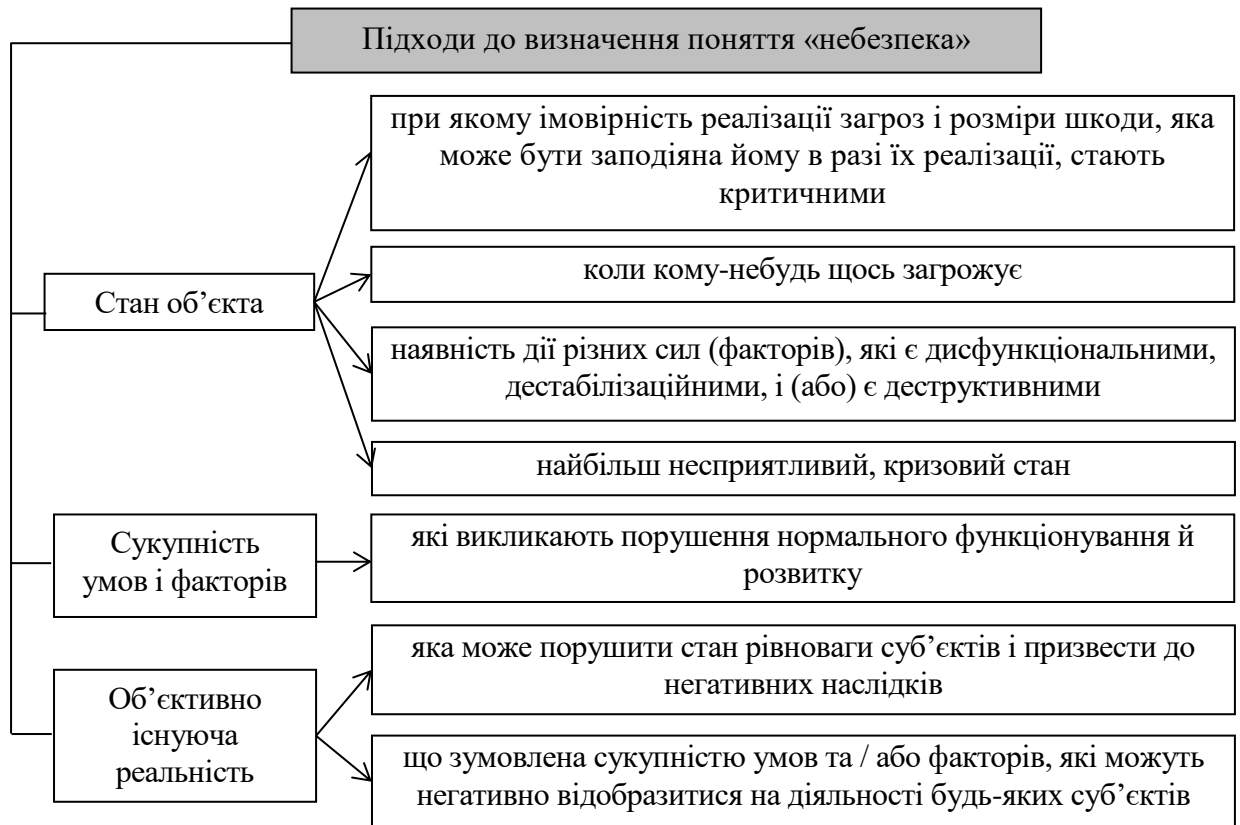 Підходи до визначення поняття «небезпека»
при якому імовірність реалізації загроз і розміри шкоди, яка
може бути заподіяна йому в разі їх реалізації, стають
критичними
Стан об’єкта
коли кому-небудь щось загрожує
наявність дії різних сил (факторів), які є дисфункціональними,
дестабілізаційними, і (або) є деструктивними
найбільш несприятливий, кризовий стан
Сукупність
умов і факторів
які викликають порушення нормального функціонування й
розвитку
Об’єктивно
існуюча
реальність
яка може порушити стан рівноваги суб’єктів і призвести до
негативних наслідків
що зумовлена сукупністю умов та / або факторів, які можуть
негативно відобразитися на діяльності будь-яких суб’єктів